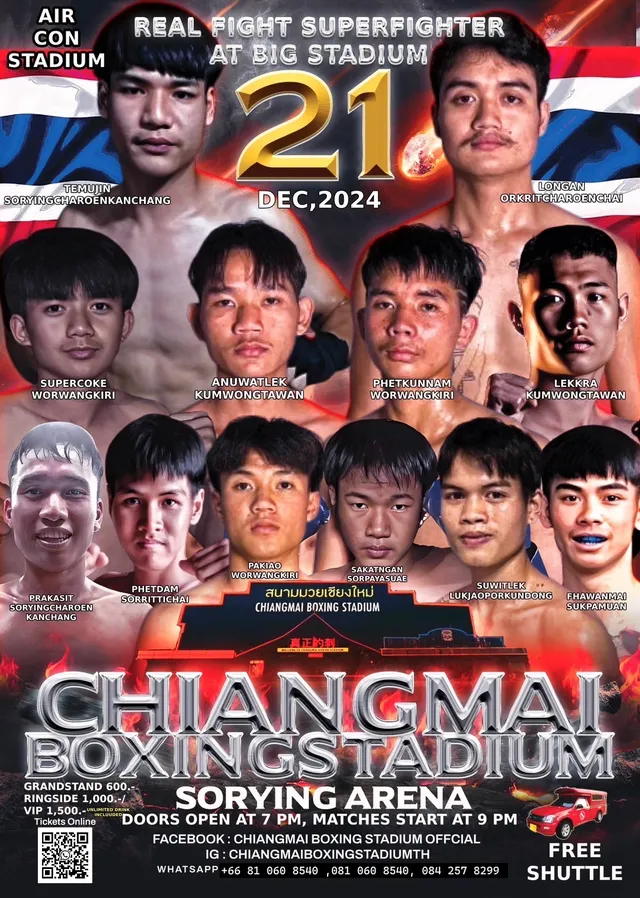 AIR
CON
STADIUM
REAL FIGHT SUPERFIGHTER
AT BIG STADIUM
21
DEC,2024
TEMUJIN
SORYINGCHAROENKANCHANG
LONGAN
ORKRITCHAROENCHAI
SUPERCOKE
WORWANGKIRI
ANUWATLEK
KUMWONGTAWAN
PHETKUNNAM
WORWANGKIRI
LEKKRA
KUMWONGTAWAN
PRAKASIT
SORYINGCHAROEN
KANCHANG
PHETDAM
SORRITTICHAI
PAKIAO
WORWANGKIRI
SAKATNGAN
SORPAYASUAE
SUWITLEK
LUKJAOPORKUNDONG
FHAWANMAI
SUKPAMUAN
สนามมวยเชียงใหม่
CHIANGMAI BOXING STADIUM
CHIANGMAI
BOXINGSTADIUM
GRANDSTAND 600.-
RINGSIDE 1,000.-/
VIP 1,500.-
UNLIMITED DRINK
INCLUUDED
Tickets Online
SORYING ARENA
DOORS OPEN AT 7 PM, MATCHES START AT 9 PM
FACEBOOK : CHIANGMAI BOXING STADIUM OFFCIAL
IG : CHIANGMAIBOXINGSTADIUMTH
WHATSAPP +66 81 060 8540 ,081 060 8540, 084 257 8299
FREE
SHUTTLE